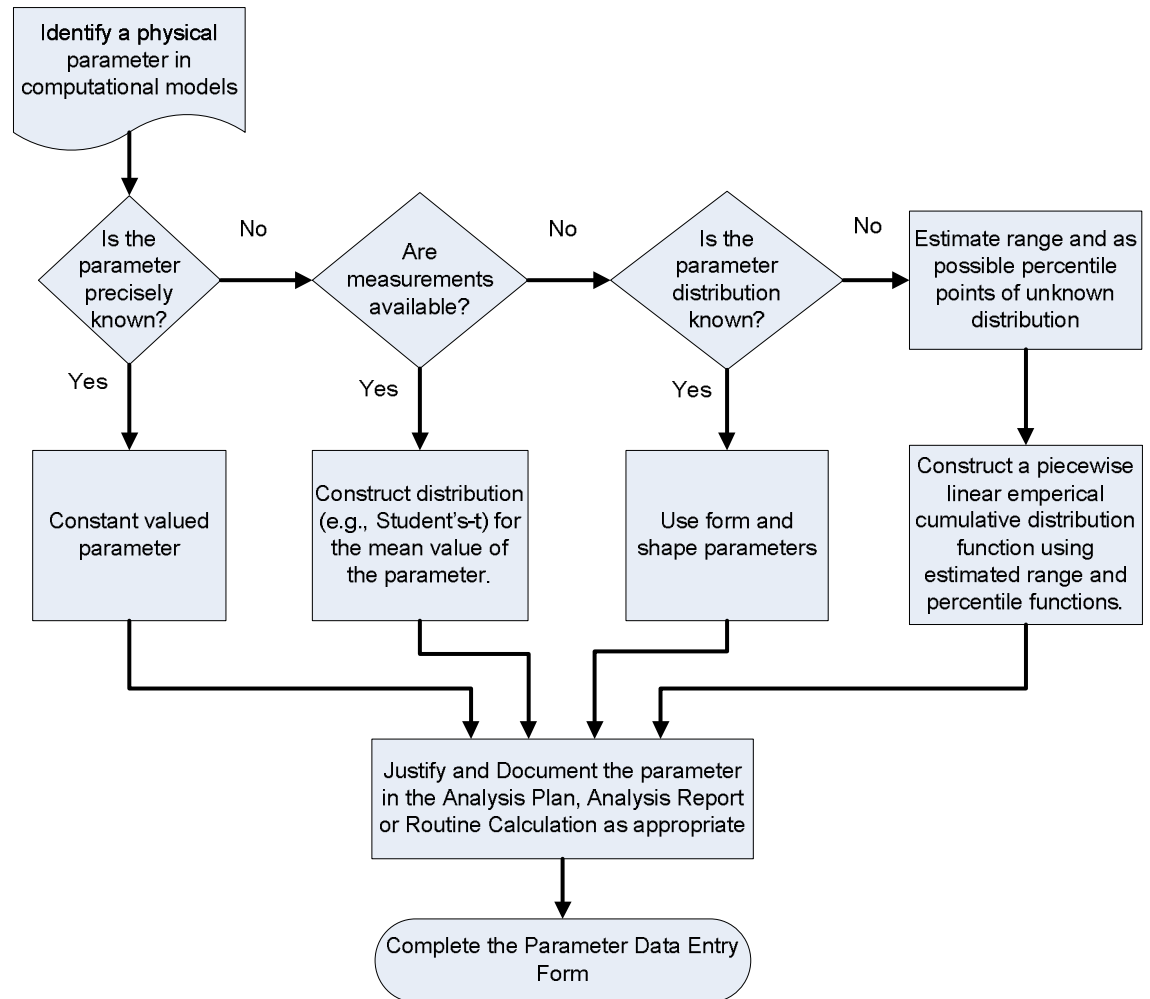 Identify a physical
parameter in
computational models
Is the
parameter
precisely
known?
No
Are
measurements
available?
No
Is the
parameter
distribution
known?
No
Estimate range and as
possible percentile
points of unknown
distribution
Yes
Yes
Yes
Constant valued
parameter
Construct distribution
(e.g., Student's-t) for
the mean value of
the parameter.
Use form and
shape parameters
Construct a piecewise
linear emperical
cumulative distribution
function using
estimated range and
percentile functions.
Justify and Document the parameter
in the Analysis Plan, Analysis Report
or Routine Calculation as appropriate
Complete the Parameter Data Entry
Form